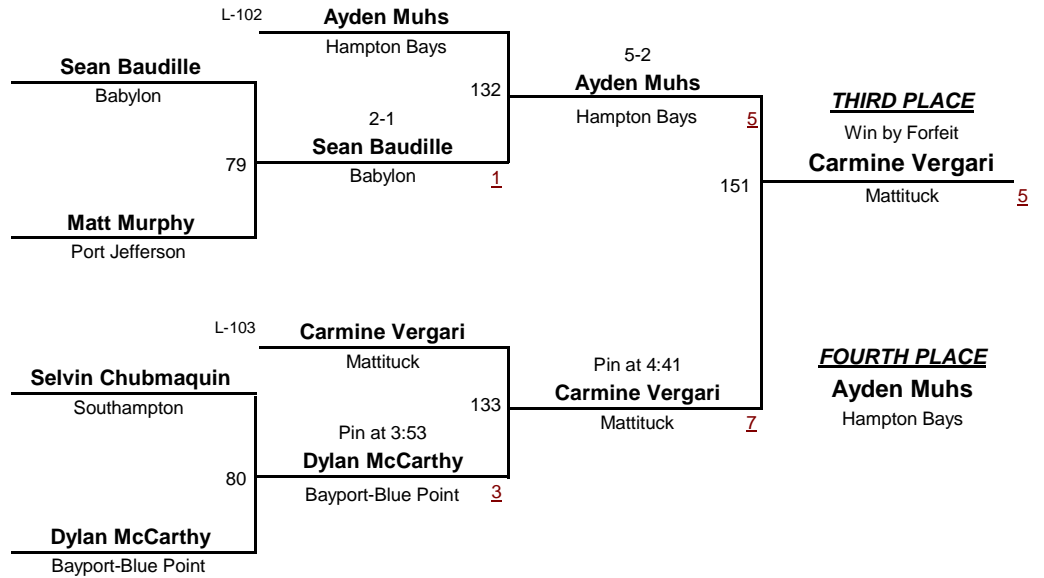 L-102
Ayden Muhs
Hampton Bays
Sean Baudille
Babylon
132
5-2
Ayden Muhs
Hampton Bays
5
THIRD PLACE
Win by Forfeit
Carmine Vergari
Mattituck
5
2-1
Sean Baudille
Babylon
1
79
151
Matt Murphy
Port Jefferson
L-103
Carmine Vergari
Mattituck
Selvin Chubmaquin
Southampton
133
Pin at 4:41
Carmine Vergari
Mattituck
7
FOURTH PLACE
Ayden Muhs
Hampton Bays
Pin at 3:53
Dylan McCarthy
Bayport-Blue Point
3
80
Dylan McCarthy
Bayport-Blue Point